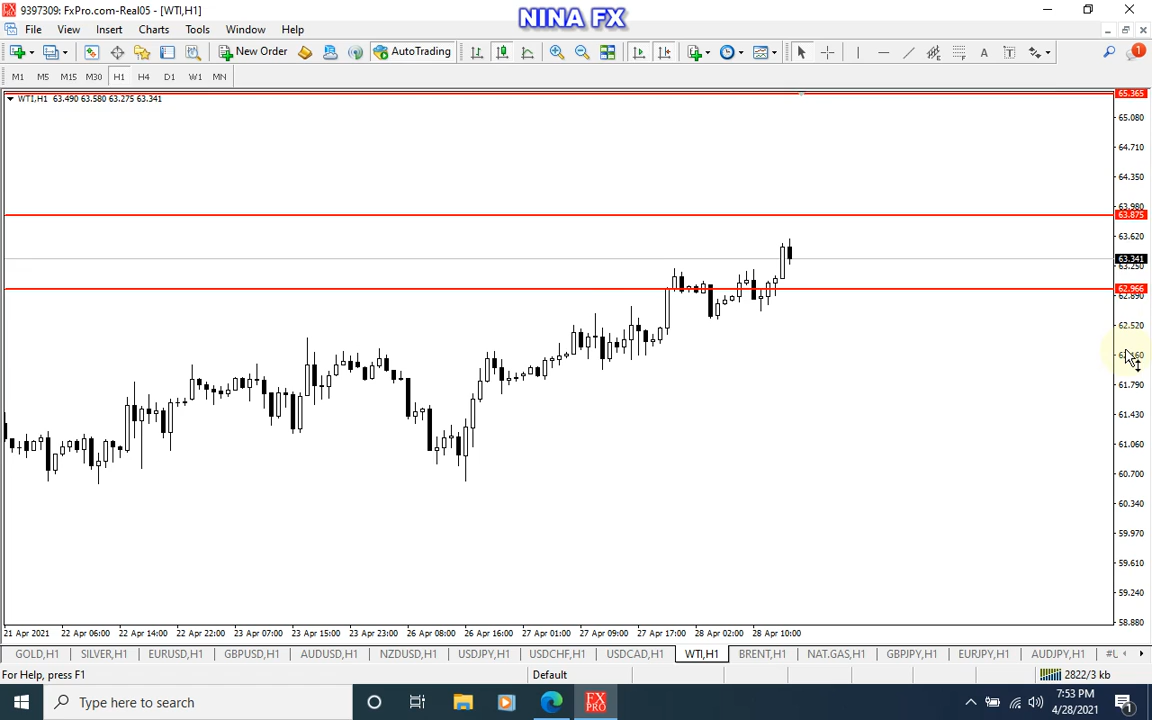 9397309: FxPro.com-Real05 - [WTI,H1]
NINA FX
File View Insert Charts Tools Window Help
New Order AutoTrading A T 1
M1 M5 M15 M30 H1 H4 D1 W1 MN
WTI,H1 63.490 63.580 63.275 63.341
65.365
65.080
64.710
64.350
63.980
63.875
63.620
63.341
63.250
62.966
62.890
62.520
61.790
61.430
61.060
60.700
60.340
59.970
59.610
59.240
58.880
21 Apr 2021 22 Apr 06:00 22 Apr 14:00 22 Apr 22:00 23 Apr 07:00 23 Apr 15:00 23 Apr 23:00 26 Apr 08:00 26 Apr 16:00 27 Apr 01:00 27 Apr 09:00 27 Apr 17:00 28 Apr 02:00 28 Apr 10:00
GOLD,H1 SILVER,H1 EURUSD,H1 GBPUSD,H1 AUDUSD,H1 NZDUSD,H1 USDJPY,H1 USDCHF,H1 USDCAD,H1 WTI,H1 BRENT,H1 NAT.GAS,H1 GBPJPY,H1 EURJPY,H1 AUDJPY,H1 #U
For Help, press F1 Default 2822/3 kb
Type here to search FX PRO 7:53 PM
4/28/2021 1